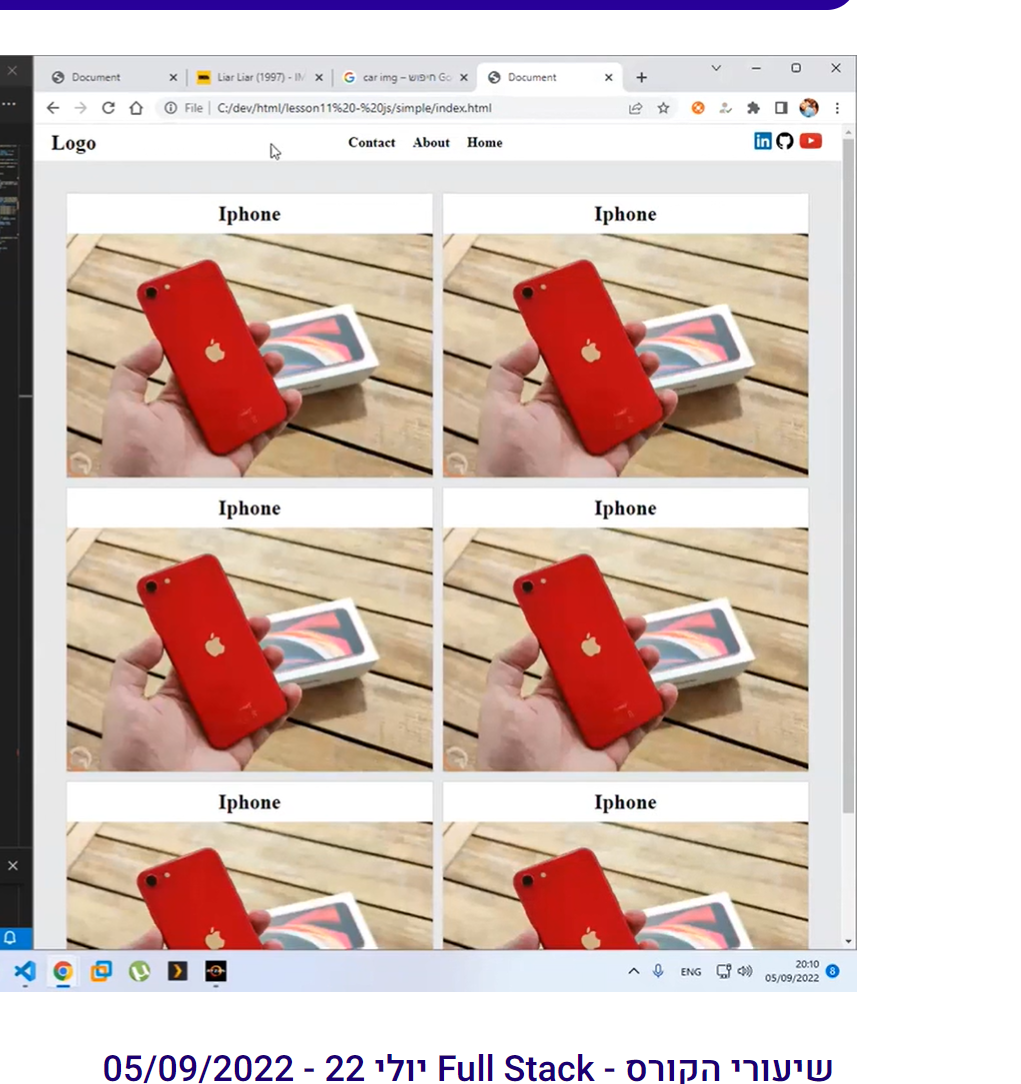 Document
Liar Liar (1997) - IM
car img – חיפוש Go
Document
File | C:/dev/html/lesson11%20-%20js/simple/index.html
Logo Contact About Home in
Iphone Iphone
Iphone Iphone
Iphone Iphone
ENG
20:10
05/09/2022
8
שיעורי הקורס - Full Stack יולי 22 - 05/09/2022